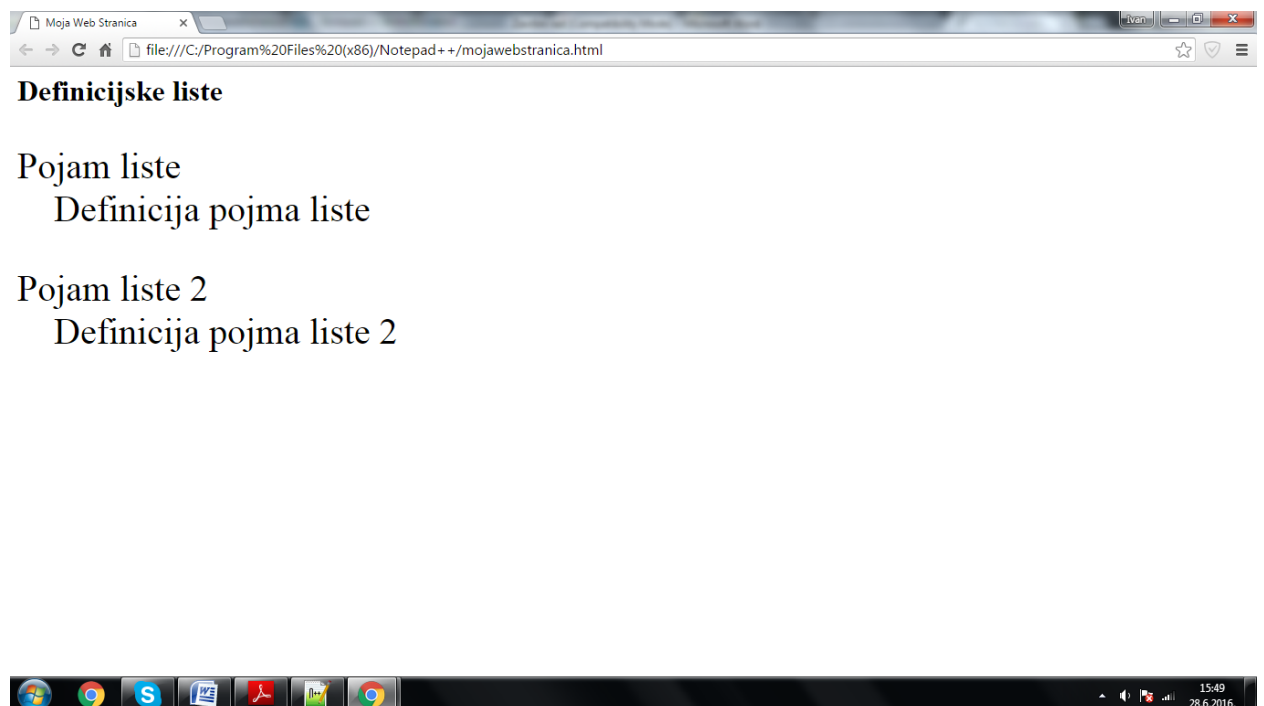 Moja Web Stranica
Ivan
file:///C:/Program%20Files%20(x86)/Notepad++/mojawebstranica.html
Definicijske liste
Pojam liste
Definicija pojma liste
Pojam liste 2
Definicija pojma liste 2
15:49
28.6.2016.